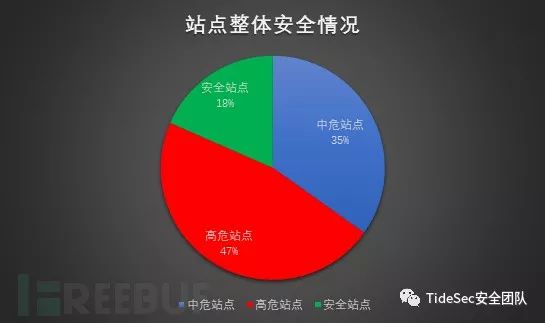 站点整体安全情况
安全站点
18%
中危站点
35%
高危站点
47%
FREEBUF
中危站点 高危站点 安全站点
TideSec安全团队